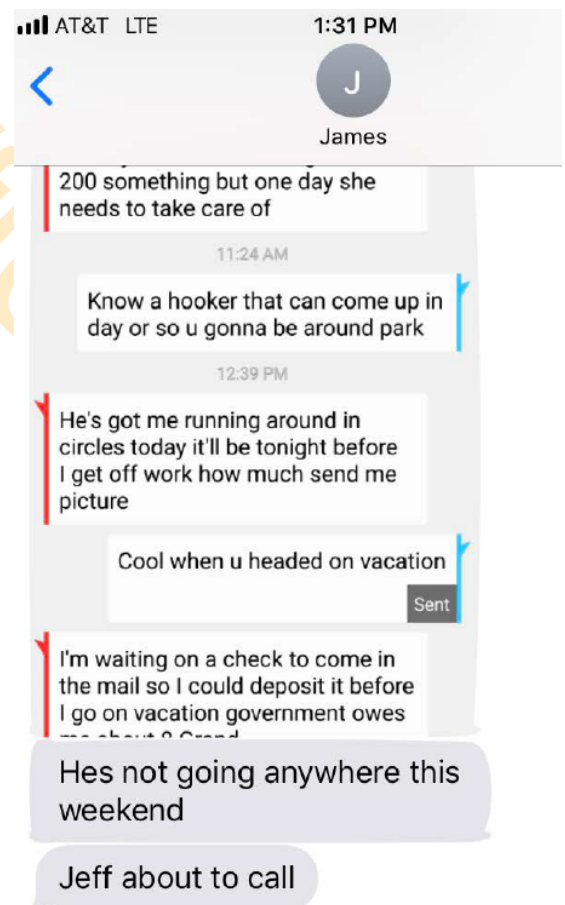 AT&T LTE
1:31 PM
J
James
200 something but one day she
needs to take care of
11:24 AM
Know a hooker that can come up in
day or so u gonna be around park
12:39 PM
He's got me running around in
circles today it'll be tonight before
I get off work how much send me
picture
Cool when u headed on vacation
Sent
I'm waiting on a check to come in
the mail so I could deposit it before
I go on vacation government owes
Hes not going anywhere this
weekend
Jeff about to call